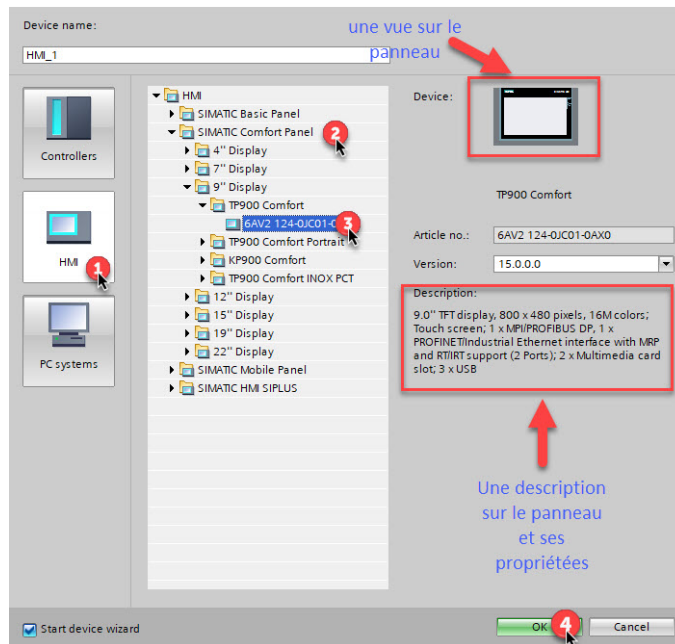 Device name:
une vue sur le
panneau
HMI_1
Controllers
HMI
1
PC systems
HMI
SIMATIC Basic Panel
SIMATIC Comfort Panel
2
4" Display
7" Display
9" Display
TP900 Comfort
6AV2 124-0JC01-0
3
TP900 Comfort Portrait
KP900 Comfort
TP900 Comfort INOX PCT
12" Display
15" Display
19" Display
22" Display
SIMATIC Mobile Panel
SIMATIC HMI SIPLUS
Device:
TP900 Comfort
Article no.: 6AV2 124-0JC01-0AX0
Version: 15.0.0.0
Description:
9.0" TFT display, 800 x 480 pixels, 16M colors;
Touch screen; 1 x MPI/PROFIBUS DP, 1 x
PROFINET/Industrial Ethernet interface with MRP
and RT/IRT support (2 Ports); 2 x Multimedia card
slot; 3 x USB
Une description
sur le panneau
et ses
propriétées
Start device wizard
OK
4
Cancel